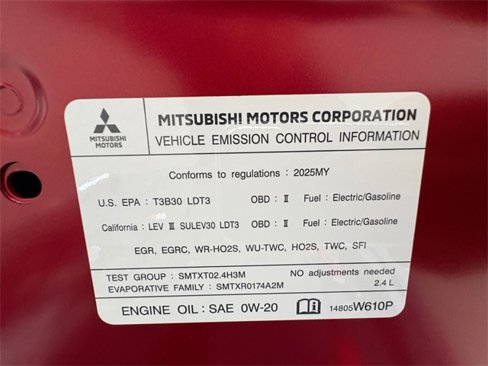 MITSUBISHI MOTORS CORPORATION
MITSUBISHI
MOTORS
VEHICLE EMISSION CONTROL INFORMATION
Conforms to regulations : 2025MY
U.S. EPA : T3B30 LDT3 OBD : Ⅱ Fuel : Electric/Gasoline
California : LEV Ⅲ SULEV30 LDT3 OBD : Ⅱ Fuel : Electric/Gasoline
EGR, EGRC, WR-HO2S, WU-TWC, HO2S, TWC, SFI
TEST GROUP : SMTXT02.4H3M NO adjustments needed
EVAPORATIVE FAMILY : SMTXR0174A2M 2.4 L
ENGINE OIL : SAE 0W-20 14805W610P